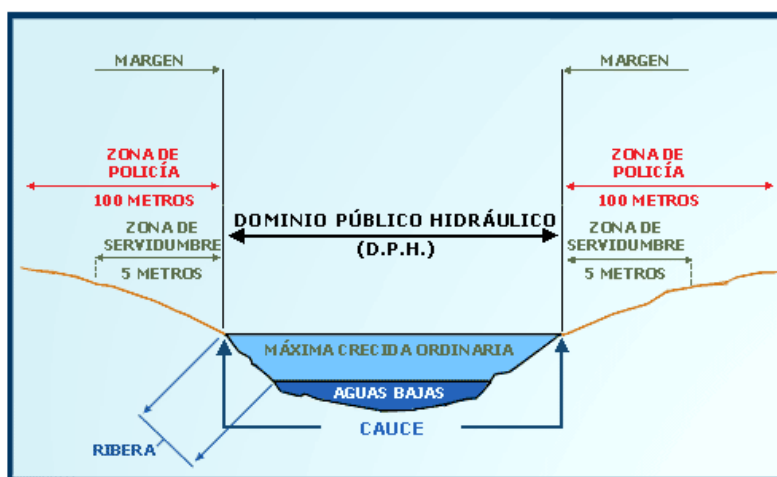 MARGEN
MARGEN
ZONA DE
POLICÍA
100 METROS
ZONA DE
POLICÍA
100 METROS
DOMINIO PÚBLICO HIDRÁULICO
(D.P.H.)
ZONA DE
SERVIDUMBRE
5 METROS
ZONA DE
SERVIDUMBRE
5 METROS
MÁXIMA CRECIDA ORDINARIA
AGUAS BAJAS
CAUCE
RIBERA